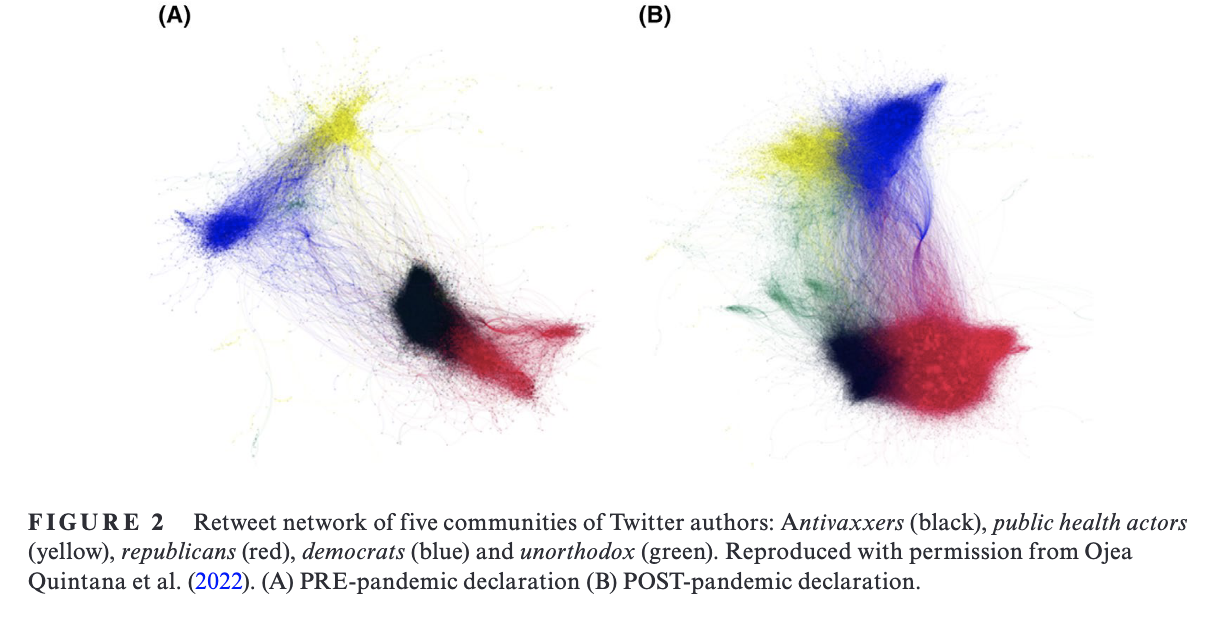 (A)
(B)
FIGURE 2 Retweet network of five communities of Twitter authors: Antivaxxers (black), public health actors
(yellow), republicans (red), democrats (blue) and unorthodox (green). Reproduced with permission from Ojea
Quintana et al. (2022). (A) PRE-pandemic declaration (B) POST-pandemic declaration.